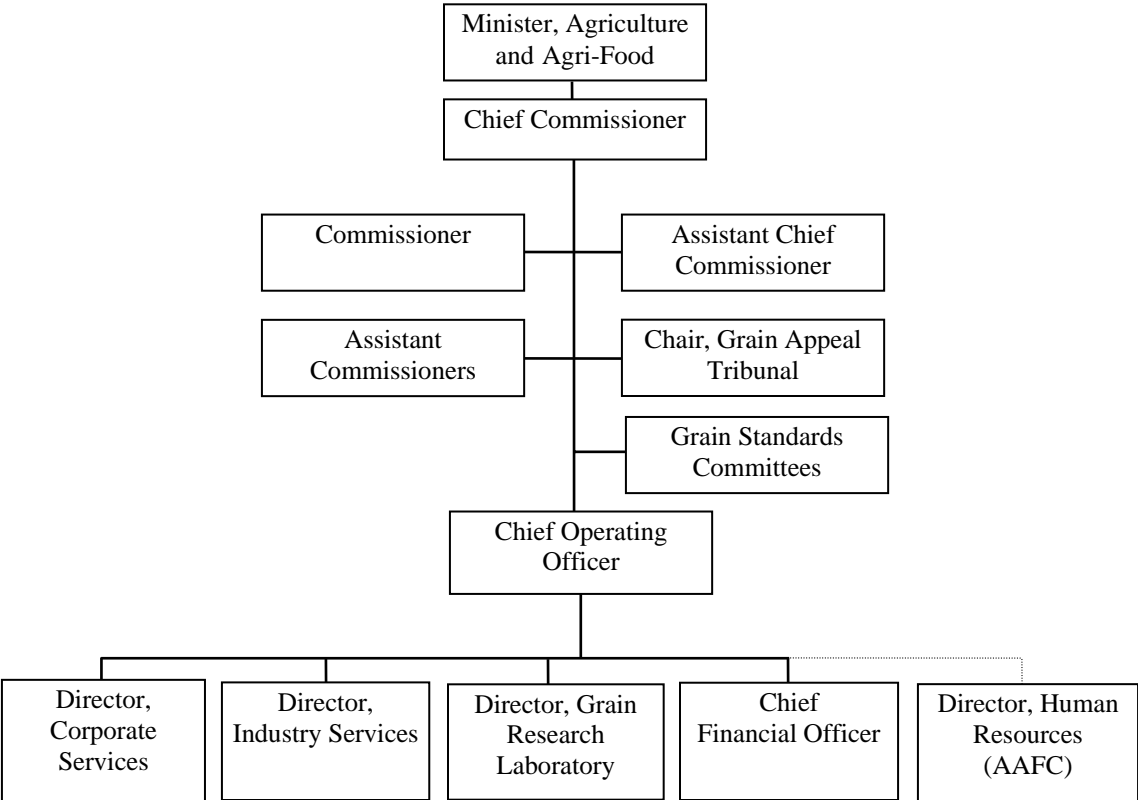 Minister, Agriculture
and Agri-Food
Chief Commissioner
Commissioner
Assistant Chief
Commissioner
Assistant
Commissioners
Chair, Grain Appeal
Tribunal
Grain Standards
Committees
Chief Operating
Officer
Director,
Corporate
Services
Director,
Industry Services
Director, Grain
Research
Laboratory
Chief
Financial Officer
Director, Human
Resources
(AAFC)